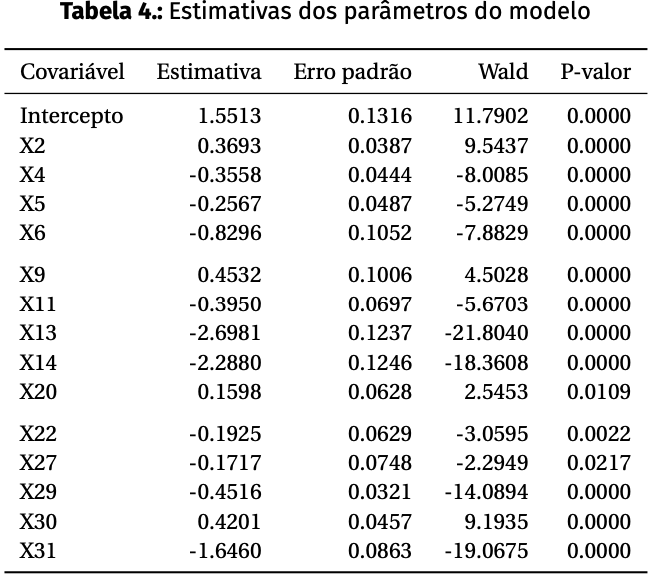 Tabela 4.: Estimativas dos parâmetros do modelo
Covariável Estimativa Erro padrão Wald P-valor
Intercepto 1.5513 0.1316 11.7902 0.0000
X2 0.3693 0.0387 9.5437 0.0000
X4 -0.3558 0.0444 -8.0085 0.0000
X5 -0.2567 0.0487 -5.2749 0.0000
X6 -0.8296 0.1052 -7.8829 0.0000
X9 0.4532 0.1006 4.5028 0.0000
X11 -0.3950 0.0697 -5.6703 0.0000
X13 -2.6981 0.1237 -21.8040 0.0000
X14 -2.2880 0.1246 -18.3608 0.0000
X20 0.1598 0.0628 2.5453 0.0109
X22 -0.1925 0.0629 -3.0595 0.0022
X27 -0.1717 0.0748 -2.2949 0.0217
X29 -0.4516 0.0321 -14.0894 0.0000
X30 0.4201 0.0457 9.1935 0.0000
X31 -1.6460 0.0863 -19.0675 0.0000